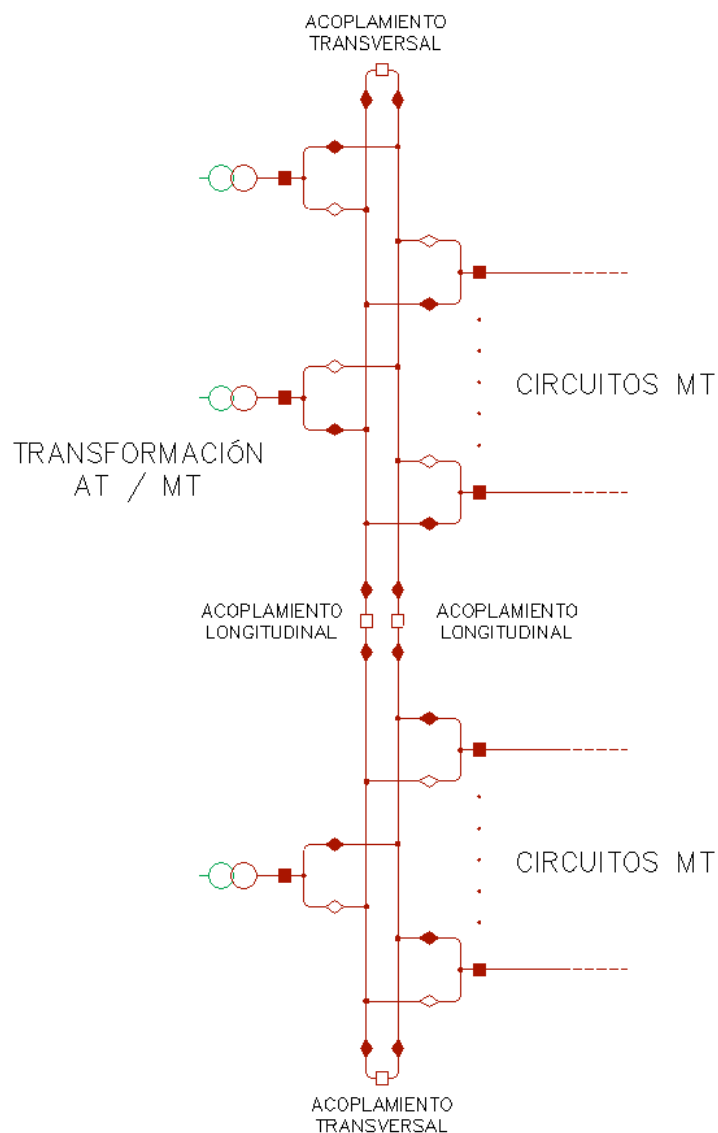 ACOPLAMIENTO
TRANSVERSAL
CIRCUITOS MT
TRANSFORMACIÓN
AT / MT
ACOPLAMIENTO
LONGITUDINAL
ACOPLAMIENTO
LONGITUDINAL
CIRCUITOS MT
ACOPLAMIENTO
TRANSVERSAL